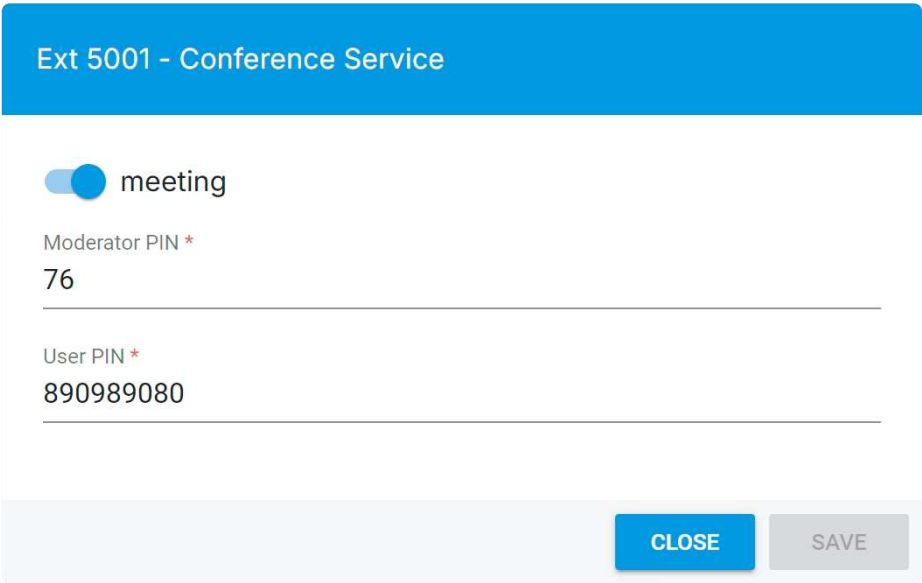 Ext 5001 - Conference Service
meeting
Moderator PIN *
76
User PIN *
890989080
CLOSE SAVE